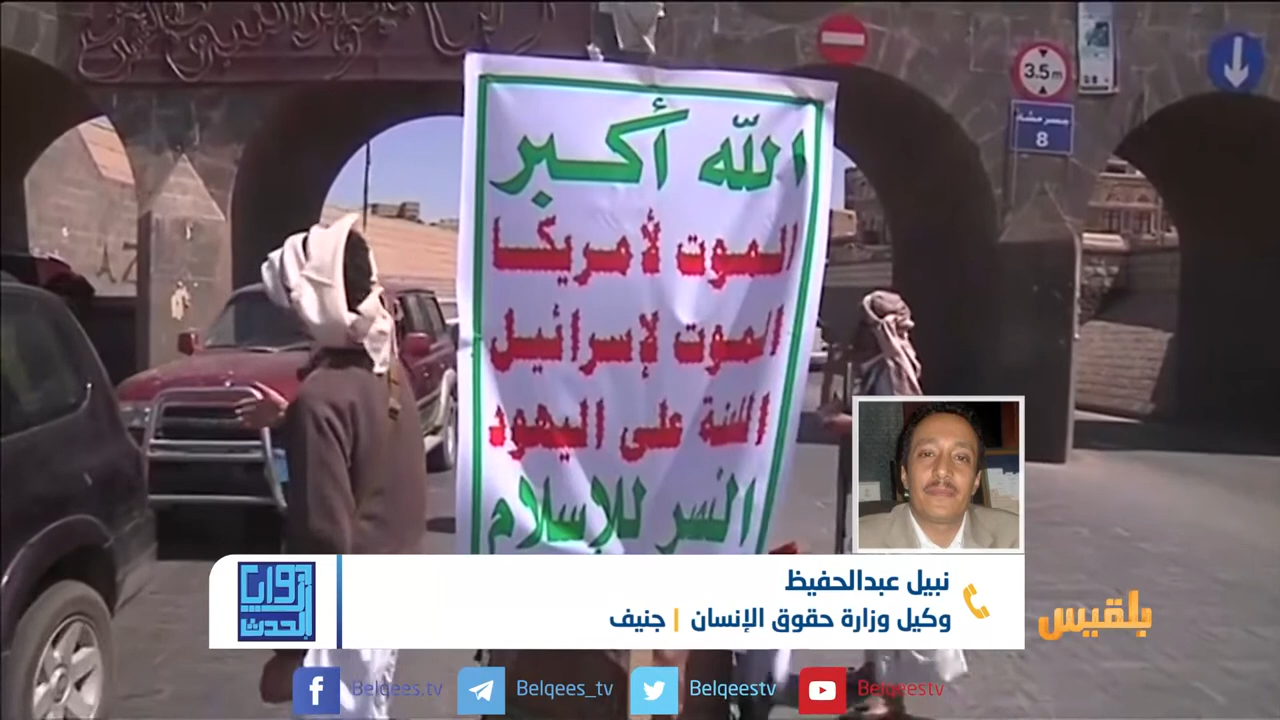 3.5m
8
الله أكبر
الموت لأمريكا
الموت لإسرائيل
اللعنة على اليهود
النصر للإسلام
نبيل عبدالحفيظ
وكيل وزارة حقوق الإنسان | جنيف
زوايا
الحدث
بلقيس
Belqees.tv
Belqees_tv
Belqeestv
Belqeestv